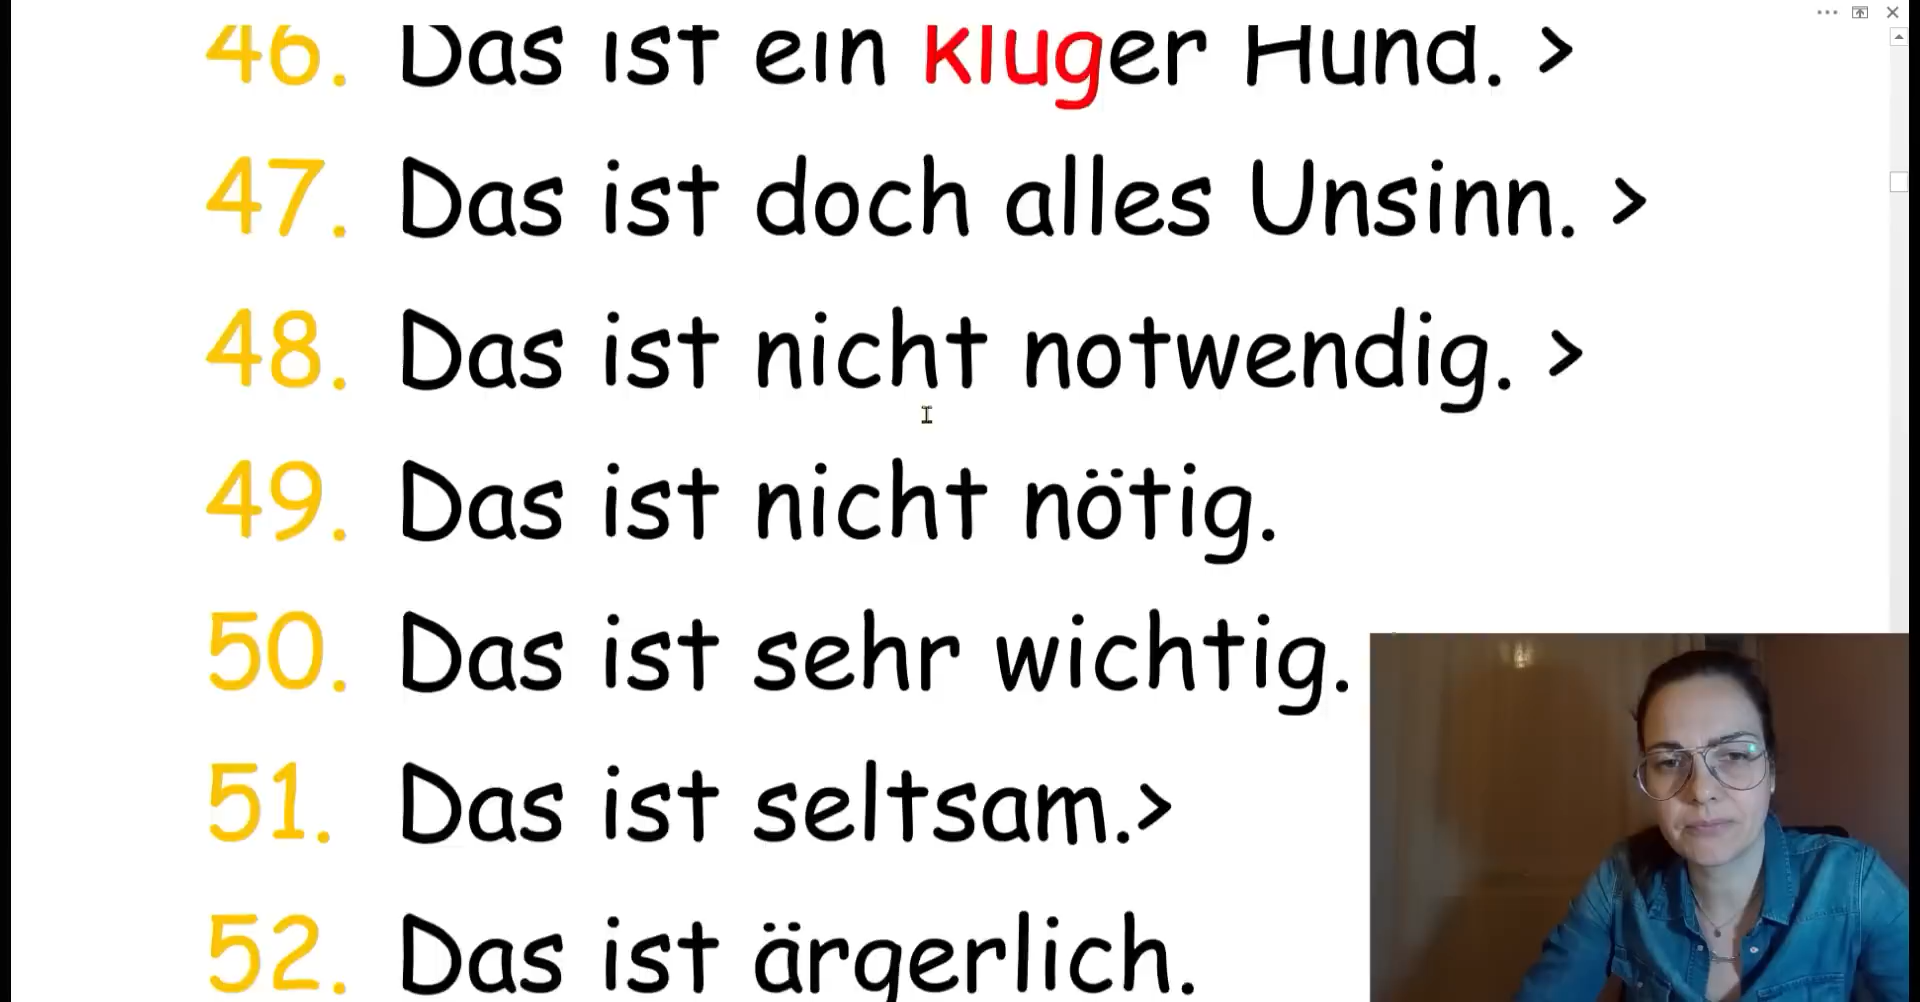 46. Das ist ein kluger Hund. >
47. Das ist doch alles Unsinn. >
48. Das ist nicht notwendig. >
49. Das ist nicht nötig.
50. Das ist sehr wichtig.
51. Das ist seltsam.>
52. Das ist ärgerlich.